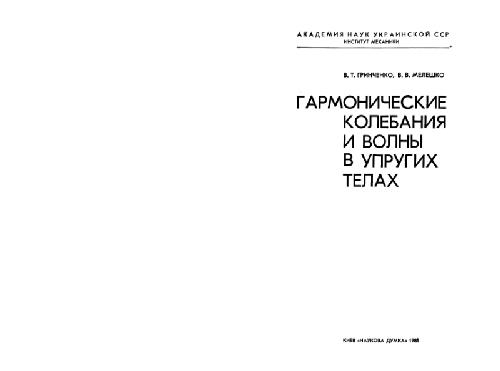 АКАДЕМИЯ НАУК УКРАИНСКОЙ ССР
ИНСТИТУТ МЕХАНИКИ
В. Т. ГРИНЧЕНКО, В. В. МЕЛЕШКО
ГАРМОНИЧЕСКИЕ
КОЛЕБАНИЯ
И ВОЛНЫ
В УПРУГИХ
ТЕЛАХ
КИЕВ «НАУКОВА ДУМКА» 1981